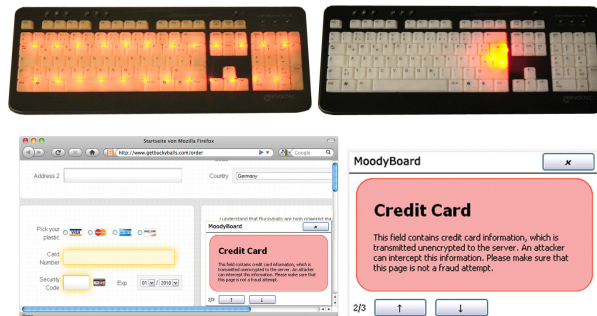 Startseite von Mozilla Firefox
http://www.getbuckyballs.com/order
Google
Address 2
Country
Germany
I understand that Buckyballs are high powered ma
Pick your
plastic
VISA
Card
Number
Security
Code
Exp
01
/
2010
MoodyBoard
x
Credit Card
This field contains credit card information, which is
transmitted unencrypted to the server. An attacker
can intercept this information. Please make sure that
this page is not a fraud attempt.
2/3
↑
↓
MoodyBoard
x
Credit Card
This field contains credit card information, which is
transmitted unencrypted to the server. An attacker
can intercept this information. Please make sure that
this page is not a fraud attempt.
2/3
↑
↓